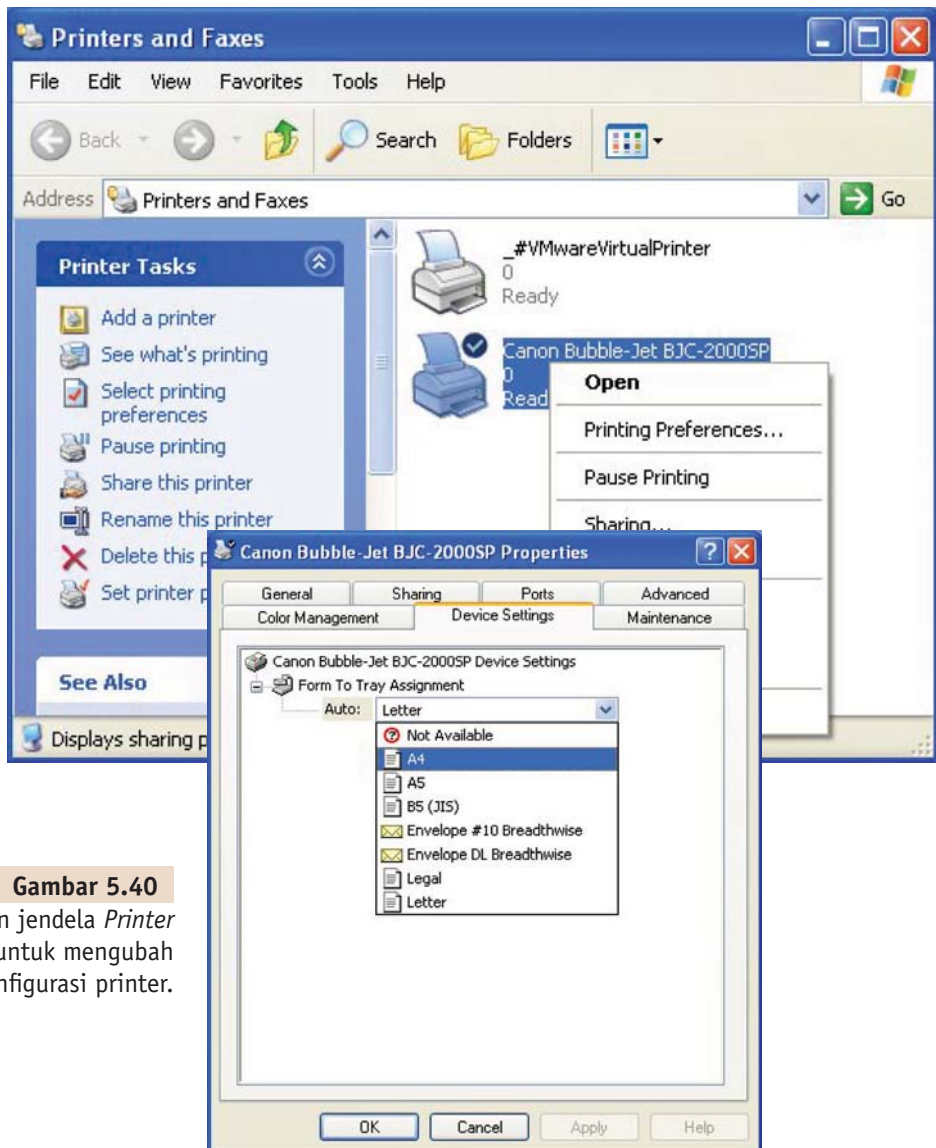 Printers and Faxes
File Edit View Favorites Tools Help
Back Search Folders
Address Printers and Faxes Go
Printer Tasks
Add a printer
See what's printing
Select printing
preferences
Pause printing
Share this printer
Rename this printer
Delete this p
Set printer p
See Also
Displays sharing p
_#VMwareVirtualPrinter
0
Ready
Canon Bubble-Jet BJC-2000SP
0
Read
Open
Printing Preferences...
Pause Printing
Sharing...
Canon Bubble-Jet BJC-2000SP Properties
General Sharing Ports Advanced
Color Management Device Settings Maintenance
Canon Bubble-Jet BJC-2000SP Device Settings
Form To Tray Assignment
Auto: Letter
Not Available
A4
A5
B5 (JIS)
Envelope #10 Breadthwise
Envelope DL Breadthwise
Legal
Letter
OK Cancel Apply Help
Gambar 5.40
n jendela Printer
untuk mengubah
nfigurasi printer.